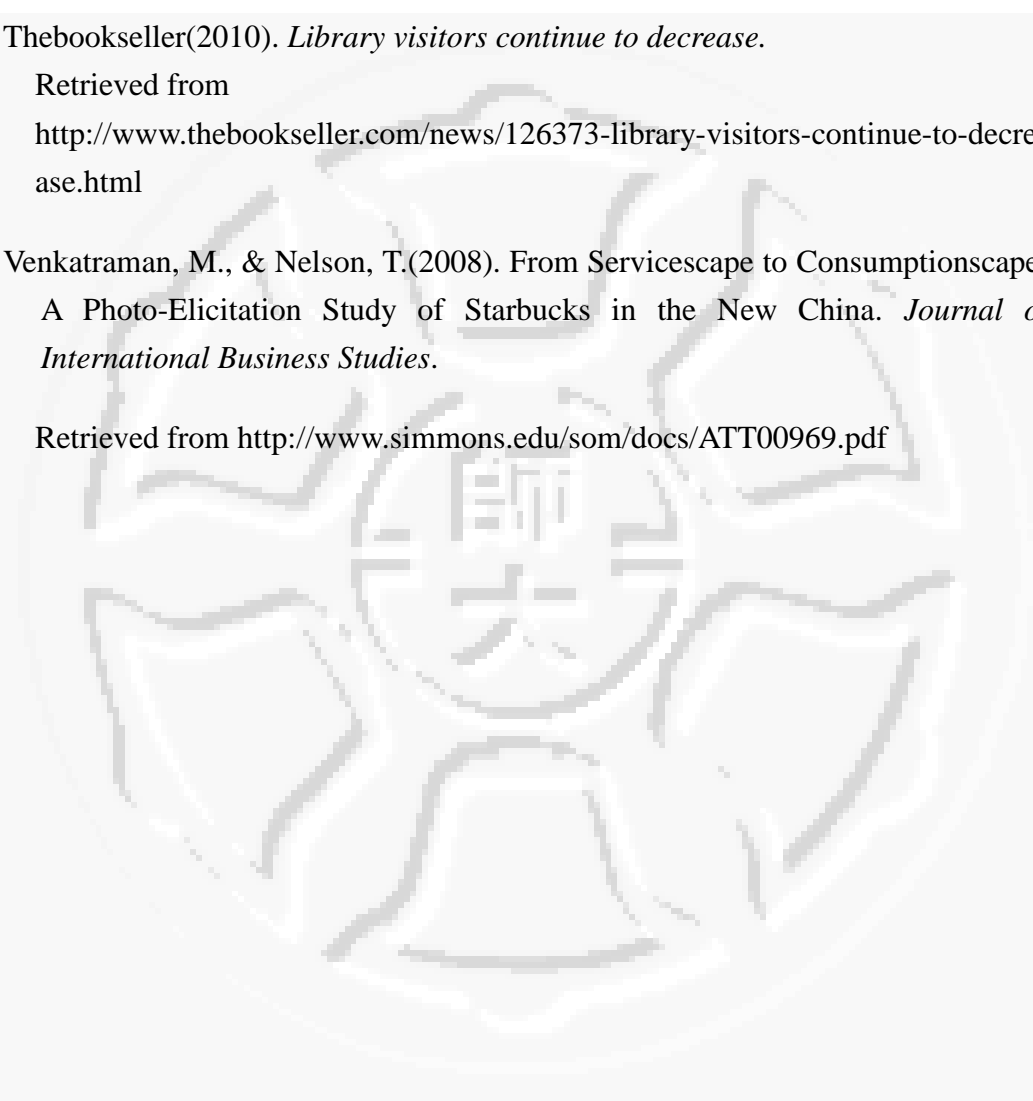 Thebookseller(2010). Library visitors continue to decrease.
Retrieved from
http://www.thebookseller.com/news/126373-library-visitors-continue-to-decre
ase.html
Venkatraman, M., & Nelson, T.(2008). From Servicescape to Consumptionscape
A Photo-Elicitation Study of Starbucks in the New China. Journal o
International Business Studies.
Retrieved from http://www.simmons.edu/som/docs/ATT00969.pdf
師
大